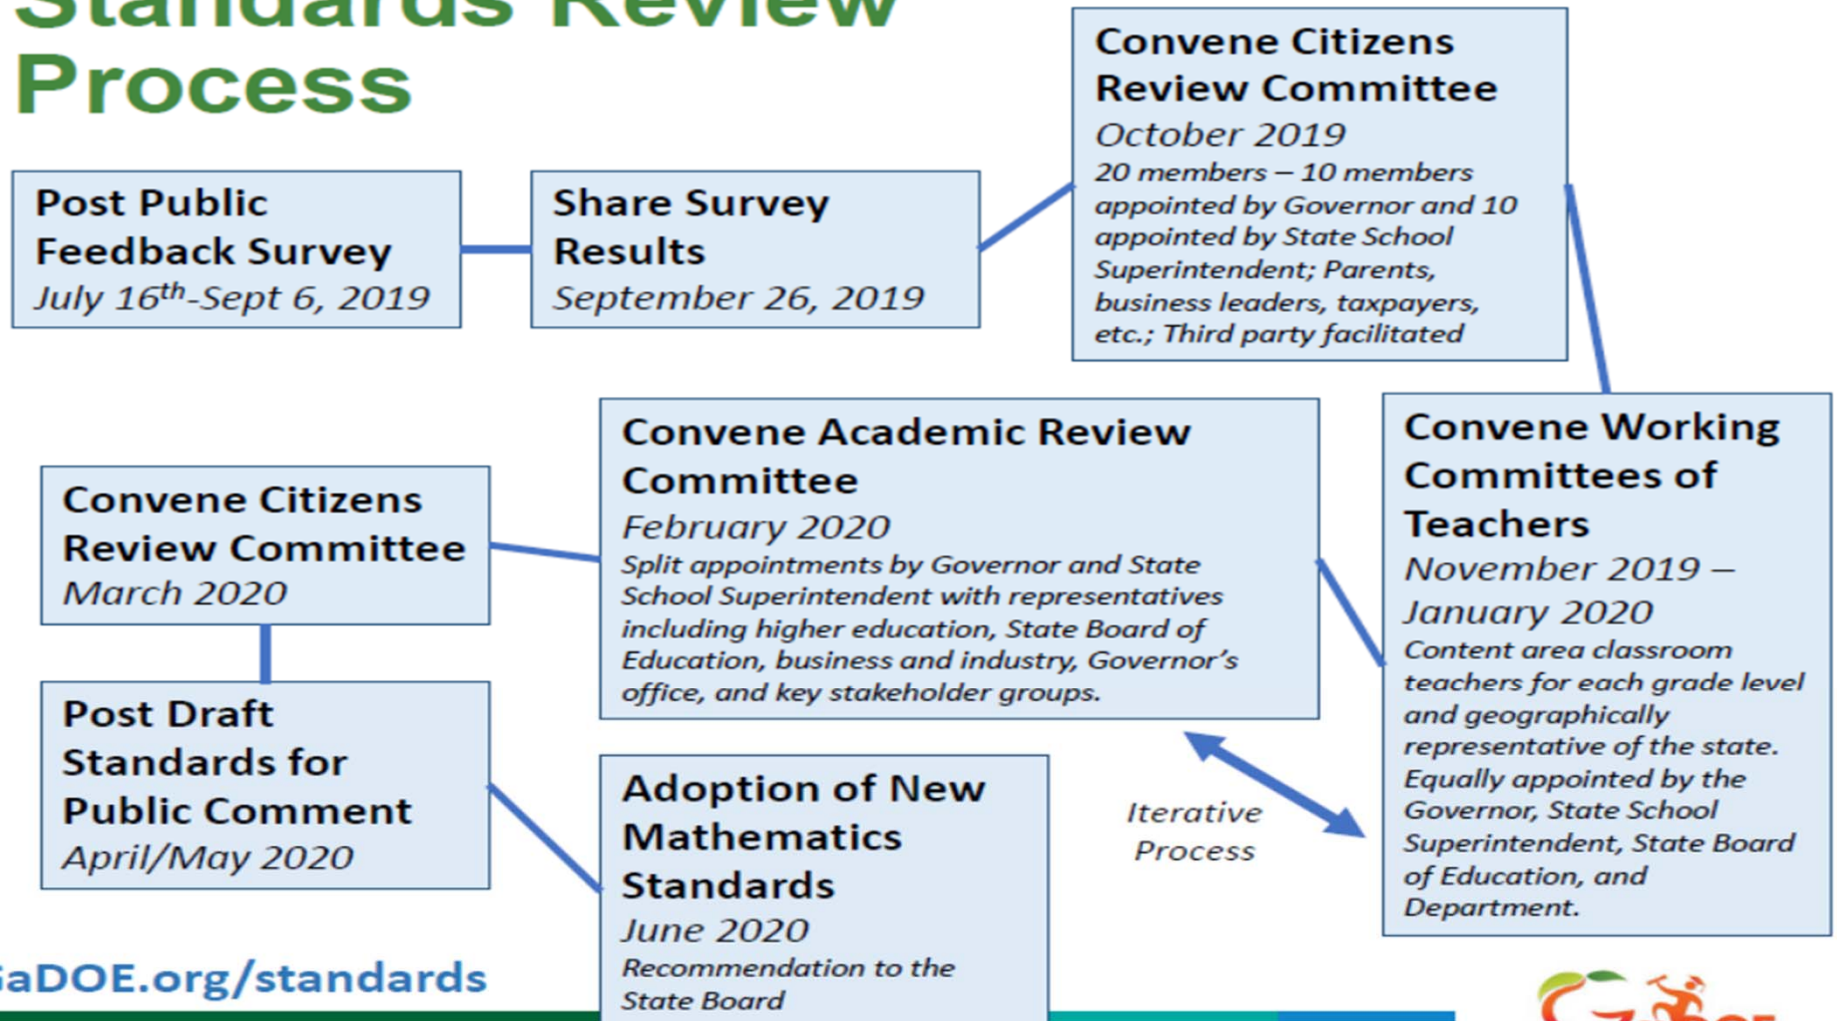 Standards Review
Process
Post Public
Feedback Survey
July 16th-Sept 6, 2019
Share Survey
Results
September 26, 2019
Convene Citizens
Review Committee
October 2019
20 members – 10 members
appointed by Governor and 10
appointed by State School
Superintendent; Parents,
business leaders, taxpayers,
etc.; Third party facilitated
Convene Working
Committees of
Teachers
November 2019 –
January 2020
Content area classroom
teachers for each grade level
and geographically
representative of the state.
Equally appointed by the
Governor, State School
Superintendent, State Board
of Education, and
Department.
Iterative
Process
Convene Academic Review
Committee
February 2020
Split appointments by Governor and State
School Superintendent with representatives
including higher education, State Board of
Education, business and industry, Governor's
office, and key stakeholder groups.
Convene Citizens
Review Committee
March 2020
Post Draft
Standards for
Public Comment
April/May 2020
Adoption of New
Mathematics
Standards
June 2020
Recommendation to the
State Board
GaDOE.org/standards